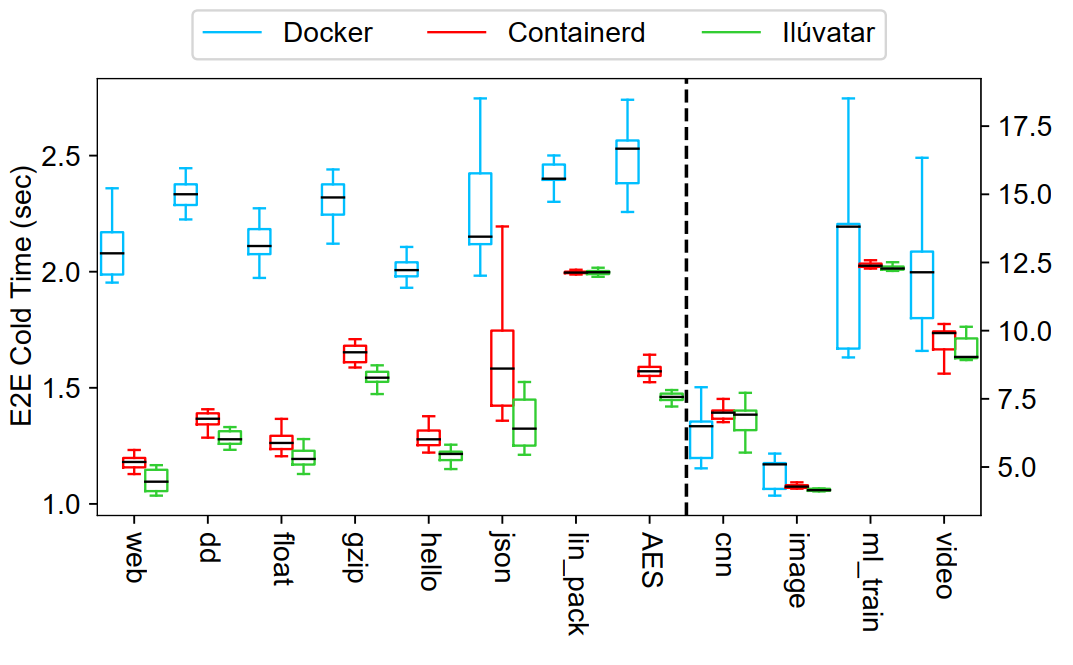 Docker Containerd Ilúvatar
E2E Cold Time (sec)
2.5
2.0
1.5
1.0
17.5
15.0
12.5
10.0
7.5
5.0
web
dd
float
gzip
hello
json
lin_pack
AES
cnn
image
ml_train
video